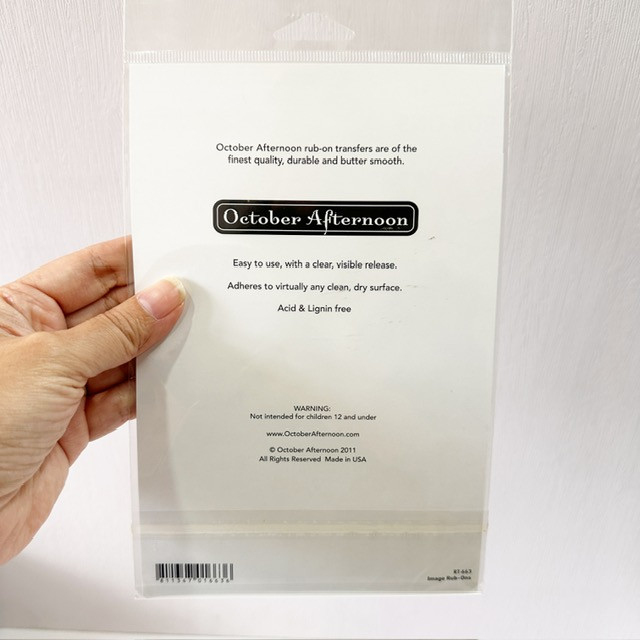 October Afternoon rub-on transfers are of the
finest quality, durable and butter smooth.
October Afternoon
Easy to use, with a clear, visible release.
Adheres to virtually any clean, dry surface.
Acid & Lignin free
WARNING:
Not intended for children 12 and under
www.OctoberAfternoon.com
© October Afternoon 2011
All Rights Reserved Made in USA
Image Rub-Ons